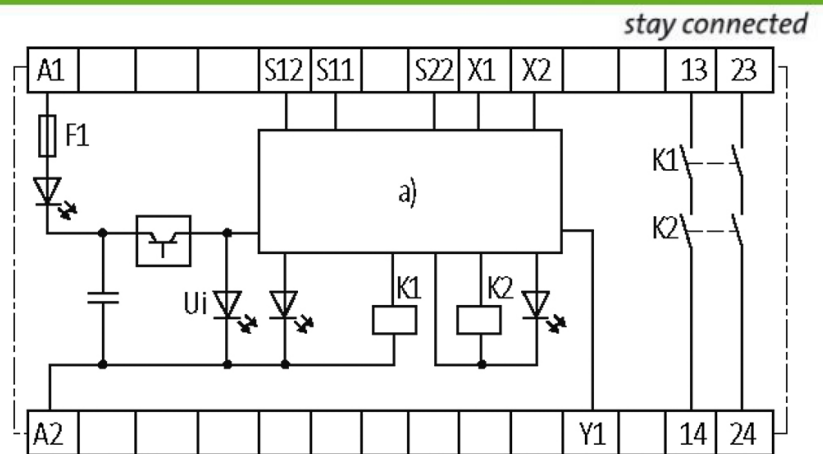 stay connected
A1 S12 S11 S22 X1 X2 13 23
F1
K1
a)
K2
Ui K1 K2
A2 Y1 14 24